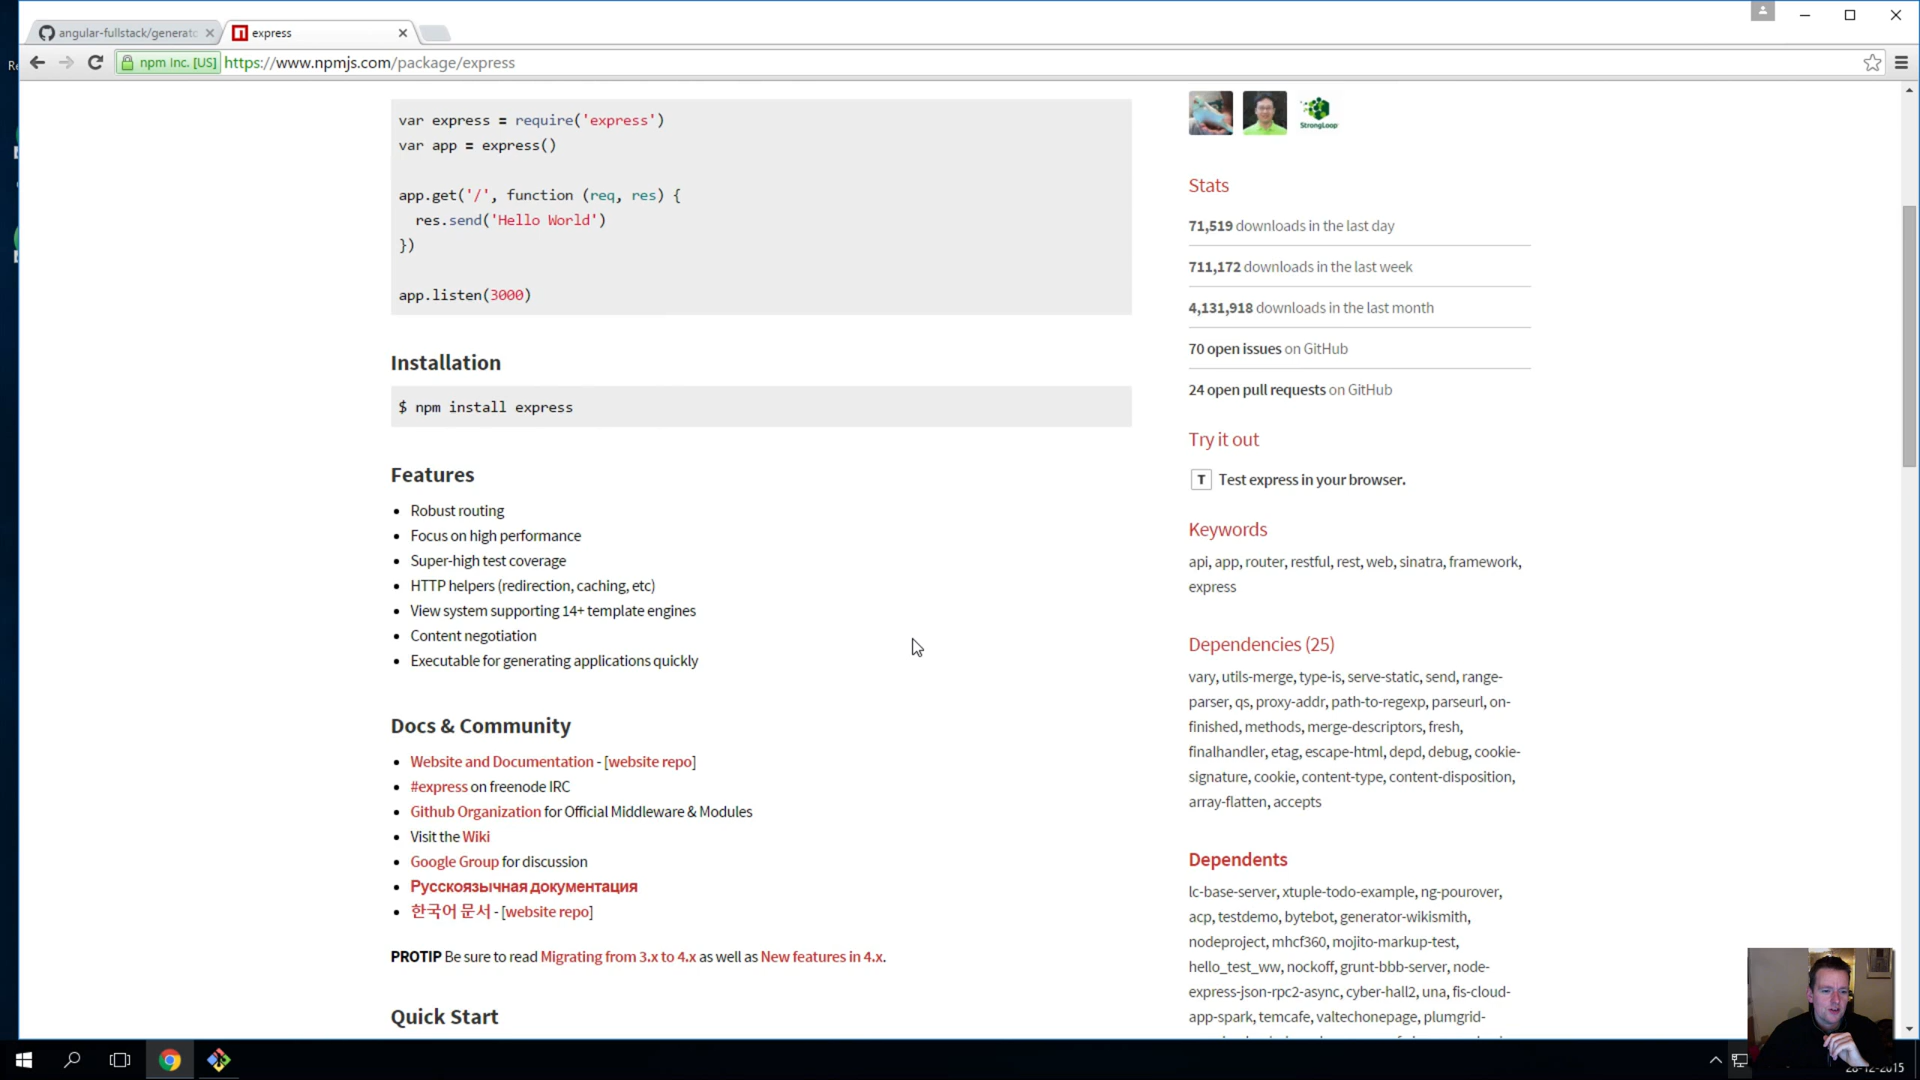 angular-fullstack/generato
express
npm Inc. [US]
https://www.npmjs.com/package/express
var express = require('express')
var app = express()
app.get('/', function (req, res) {
res.send('Hello World')
})
app.listen(3000)
Installation
$ npm install express
Features
Robust routing
Focus on high performance
Super-high test coverage
HTTP helpers (redirection, caching, etc)
View system supporting 14+ template engines
Content negotiation
Executable for generating applications quickly
Docs & Community
Website and Documentation - [website repo]
#express on freenode IRC
Github Organization for Official Middleware & Modules
Visit the Wiki
Google Group for discussion
Русскоязычная документация
한국어 문서 - [website repo]
PROTIP Be sure to read Migrating from 3.x to 4.x as well as New features in 4.x.
Quick Start
StrongLoop
Stats
71,519 downloads in the last day
711,172 downloads in the last week
4,131,918 downloads in the last month
70 open issues on GitHub
24 open pull requests on GitHub
Try it out
T Test express in your browser.
Keywords
api, app, router, restful, rest, web, sinatra, framework,
express
Dependencies (25)
vary, utils-merge, type-is, serve-static, send, range-
parser, qs, proxy-addr, path-to-regexp, parseurl, on-
finished, methods, merge-descriptors, fresh,
finalhandler, etag, escape-html, depd, debug, cookie-
signature, cookie, content-type, content-disposition,
array-flatten, accepts
Dependents
lc-base-server, xtuple-todo-example, ng-pourover,
acp, testdemo, bytebot, generator-wikismith,
nodeproject, mhcf360, mojito-markup-test,
hello_test_ww, nockoff, grunt-bbb-server, node-
express-json-rpc2-async, cyber-hall2, una, fis-cloud-
app-spark, temcafe, valtechonepage, plumgrid-
28-12-2015